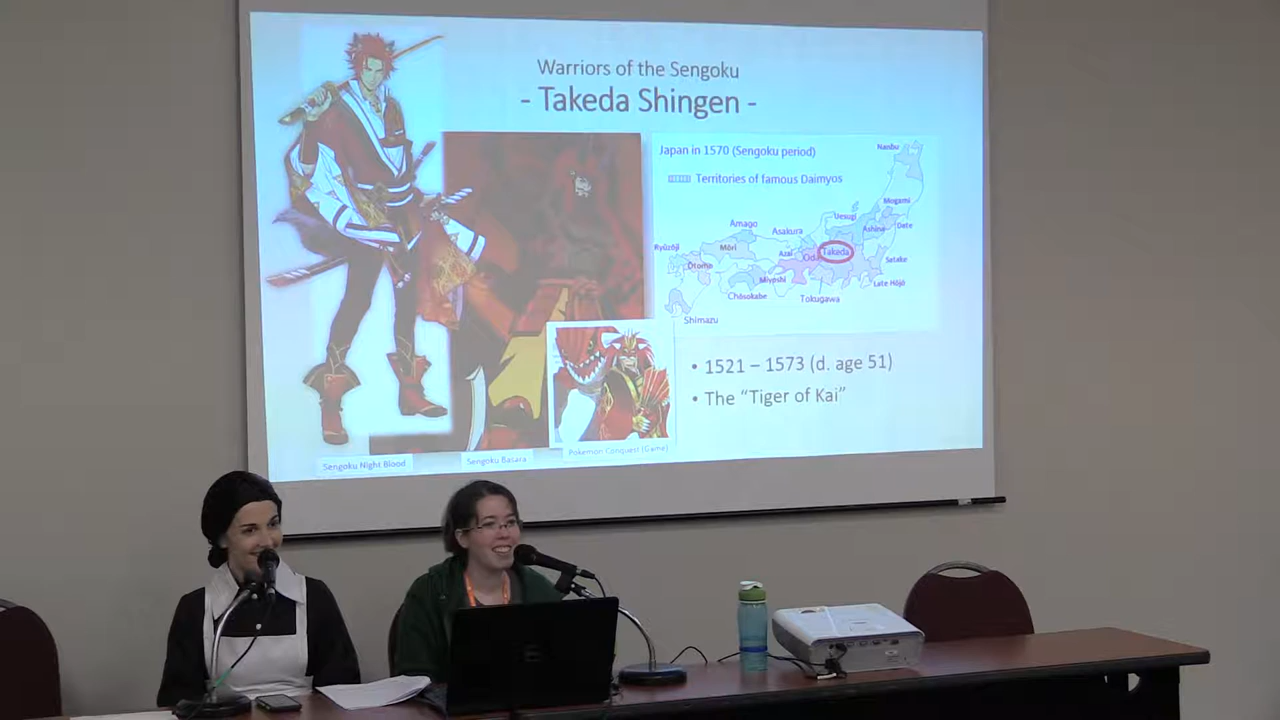 Warriors of the Sengoku
- Takeda Shingen -
Japan in 1570 (Sengoku period)
Territories of famous Daimyos
Nanbu
Mogami
Uesugi
Ashina
Date
Amago
Asakura
Ryūzōji
Mōri
Azai
Oda
Takeda
Satake
Ōtomo
Miyoshi
Late Hōjō
Chōsokabe
Tokugawa
Shimazu
• 1521 – 1573 (d. age 51)
• The “Tiger of Kai”
Sengoku Night Blood
Sengoku Basara
Pokemon Conquest (Game)